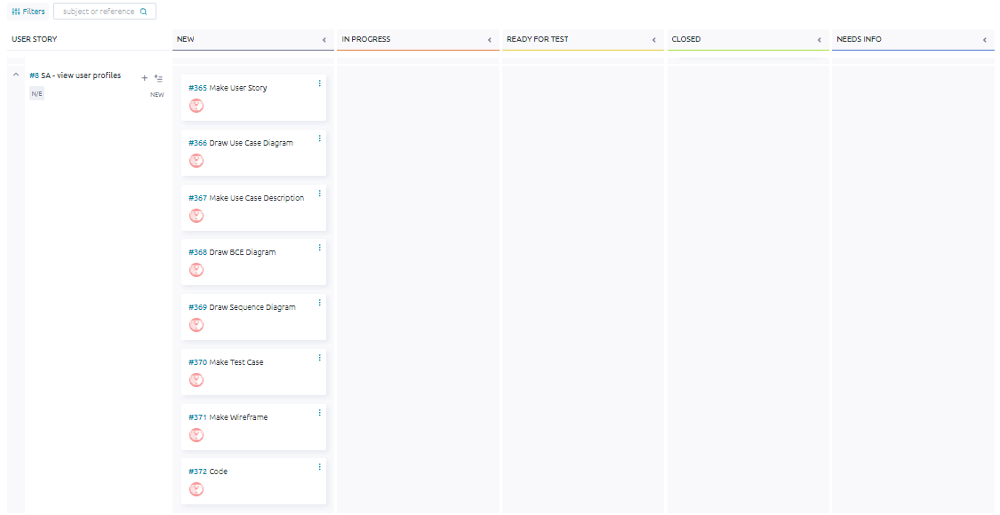 Filters
subject or reference
USER STORY
NEW
IN PROGRESS
READY FOR TEST
CLOSED
NEEDS INFO
#8 SA - view user profiles
N/E
NEW
#365 Make User Story
#366 Draw Use Case Diagram
#367 Make Use Case Description
#368 Draw BCE Diagram
#369 Draw Sequence Diagram
#370 Make Test Case
#371 Make Wireframe
#372 Code